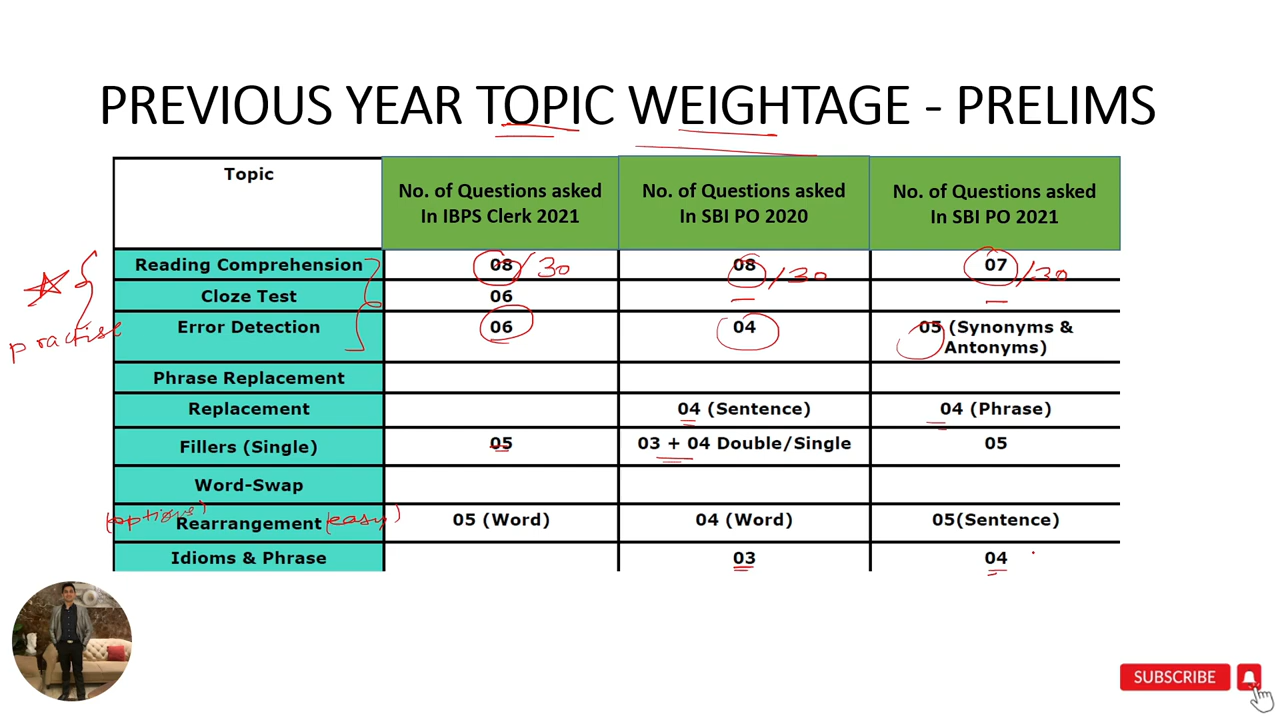 PREVIOUS YEAR TOPIC WEIGHTAGE - PRELIMS
Topic
No. of Questions asked
In IBPS Clerk 2021
No. of Questions asked
In SBI PO 2020
No. of Questions asked
In SBI PO 2021
Reading Comprehension
08 /30
08 /30
07 /30
Cloze Test
06
practise
Error Detection
06
04
05 (Synonyms &
Antonyms)
Phrase Replacement
Replacement
04 (Sentence)
04 (Phrase)
Fillers (Single)
05
03 + 04 Double/Single
05
Word-Swap
(options)
Rearrangement (easy)
05 (Word)
04 (Word)
05(Sentence)
Idioms & Phrase
03
04
SUBSCRIBE